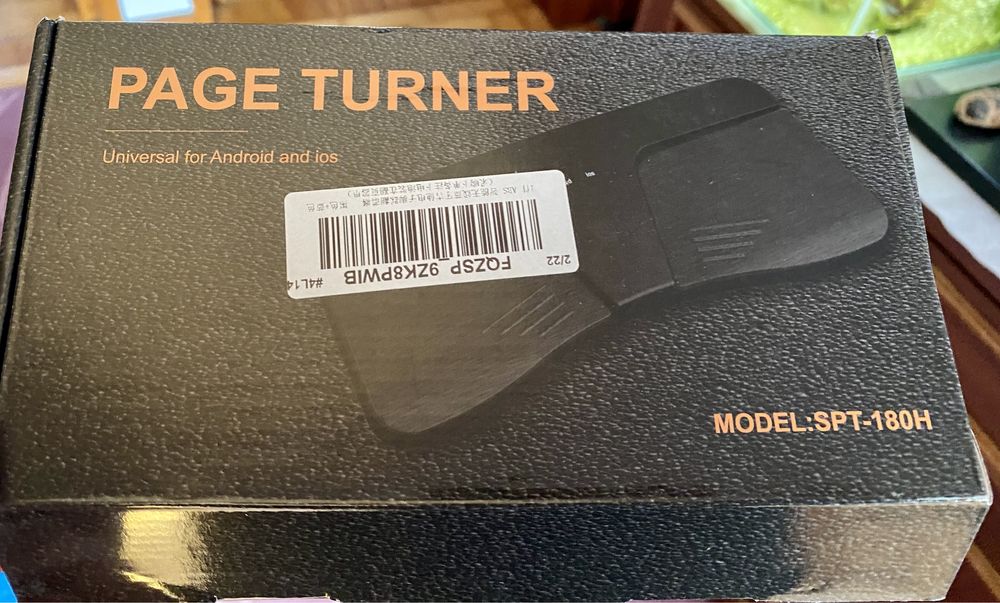 PAGE TURNER
Universal for Android and ios
2/22
FQZSP_9ZK8PWIB
#4L14
MODEL:SPT-180H